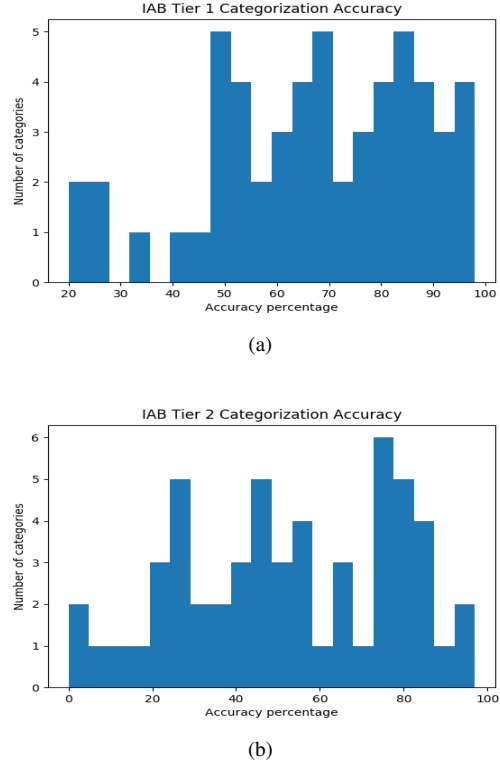 IAB Tier 1 Categorization Accuracy
5
4
3
2
1
0
Number of categories
20 30 40 50 60 70 80 90 100
Accuracy percentage
(a)
IAB Tier 2 Categorization Accuracy
6
5
4
3
2
1
0
Number of categories
0 20 40 60 80 100
Accuracy percentage
(b)